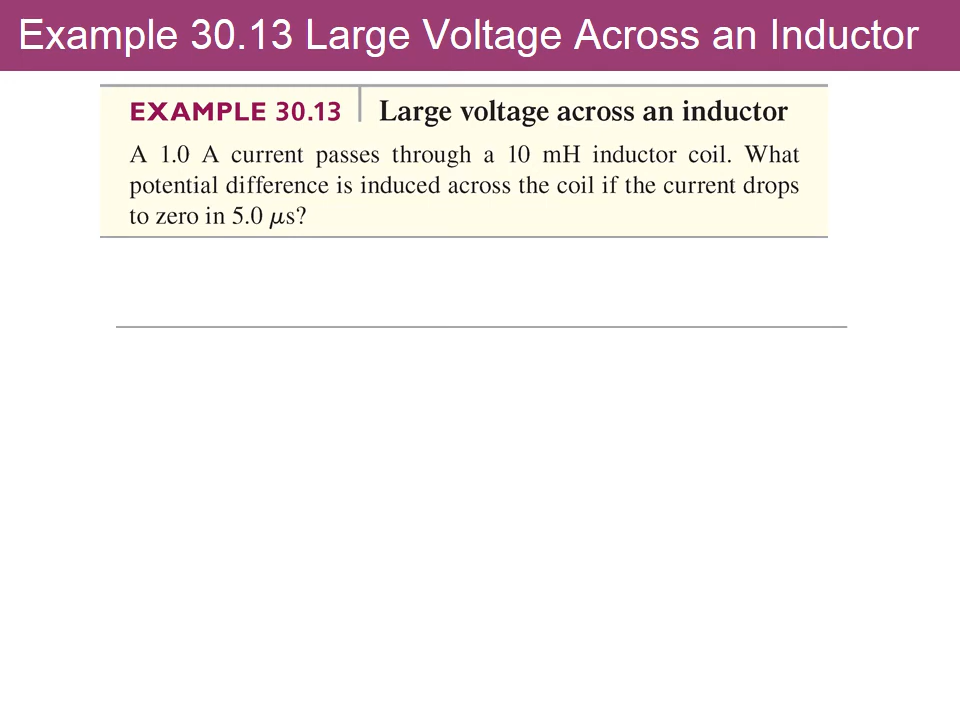 Example 30.13 Large Voltage Across an Inductor
EXAMPLE 30.13 Large voltage across an inductor
A 1.0 A current passes through a 10 mH inductor coil. What
potential difference is induced across the coil if the current drops
to zero in 5.0 μs?